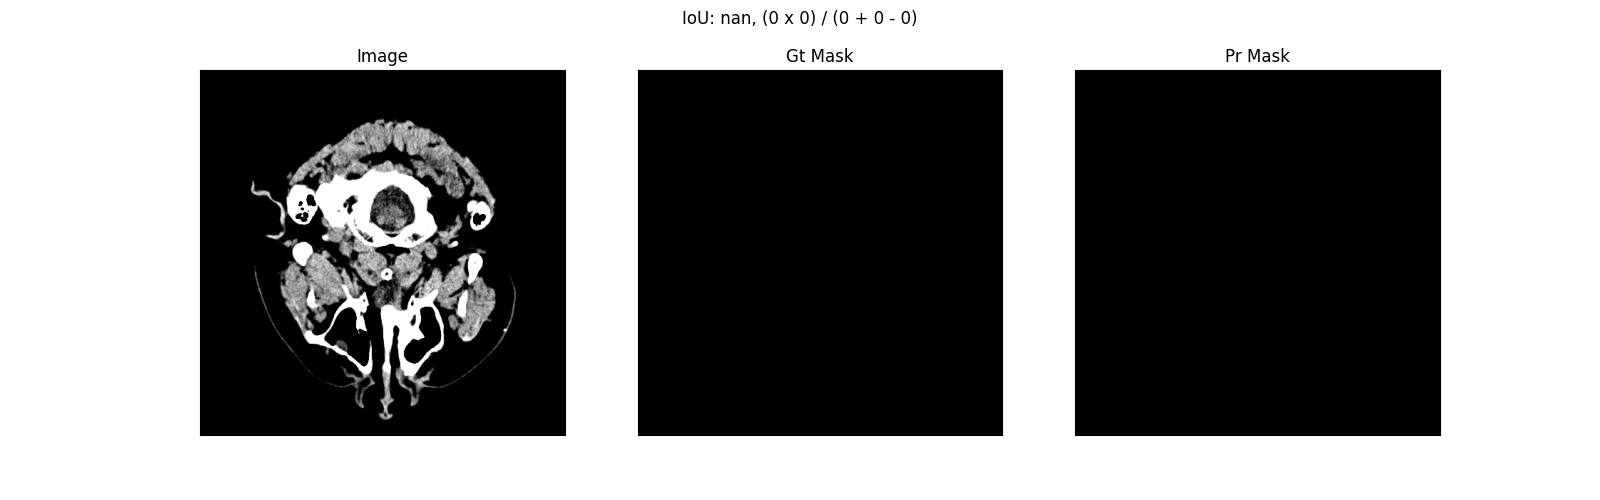 IoU: nan, (0 x 0) / (0 + 0 - 0)
Image
Gt Mask
Pr Mask